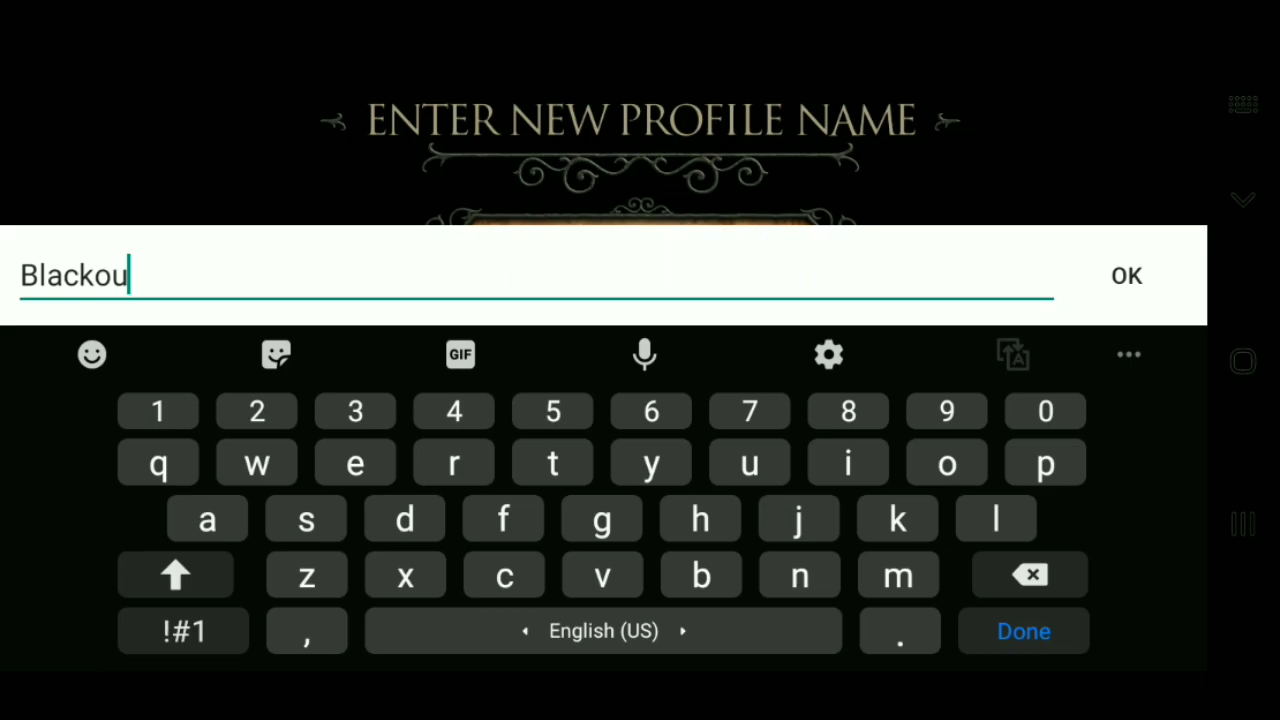 ENTER NEW PROFILE NAME
Blackou
OK
GIF
A
1 2 3 4 5 6 7 8 9 0
q w e r t y u i o p
a s d f g h j k l
z x c v b n m
!#1 , English (US) . Done